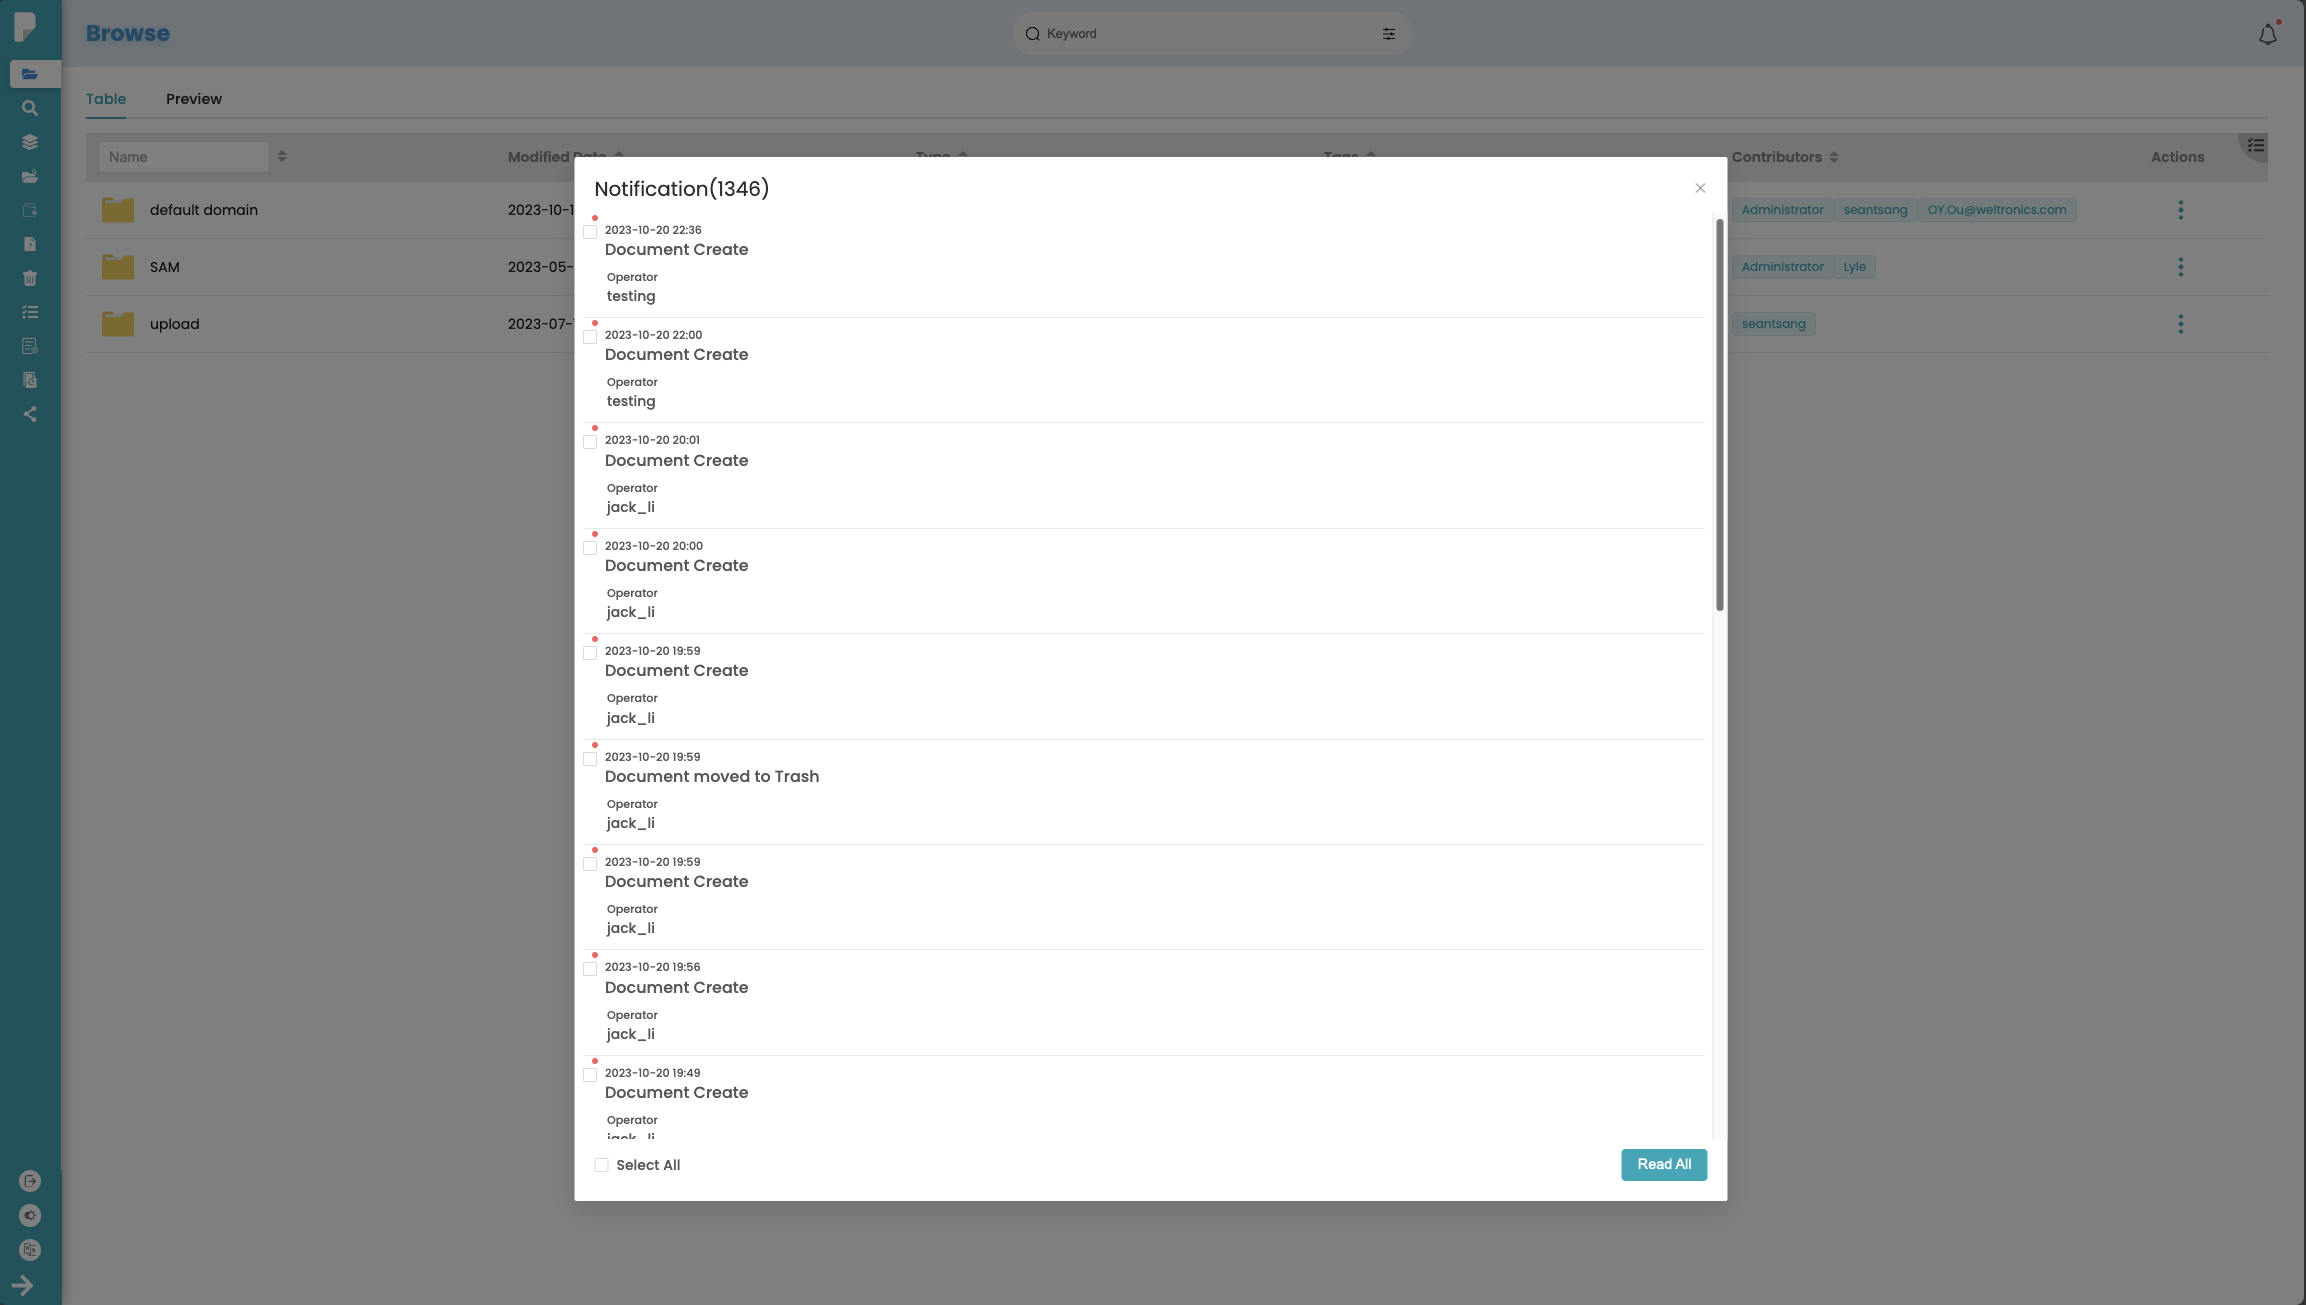 Browse
Keyword
Table
Preview
Name
Modified Date
Type
Tags
Contributors
Actions
default domain
2023-10-1
Administrator
seantsang
OY.Ou@weltronics.com
SAM
2023-05-
Administrator
Lyle
upload
2023-07-
seantsang
Notification(1346)
2023-10-20 22:36
Document Create
Operator
testing
2023-10-20 22:00
Document Create
Operator
testing
2023-10-20 20:01
Document Create
Operator
jack_li
2023-10-20 20:00
Document Create
Operator
jack_li
2023-10-20 19:59
Document Create
Operator
jack_li
2023-10-20 19:59
Document moved to Trash
Operator
jack_li
2023-10-20 19:59
Document Create
Operator
jack_li
2023-10-20 19:56
Document Create
Operator
jack_li
2023-10-20 19:49
Document Create
Operator
jack_li
Select All
Read All